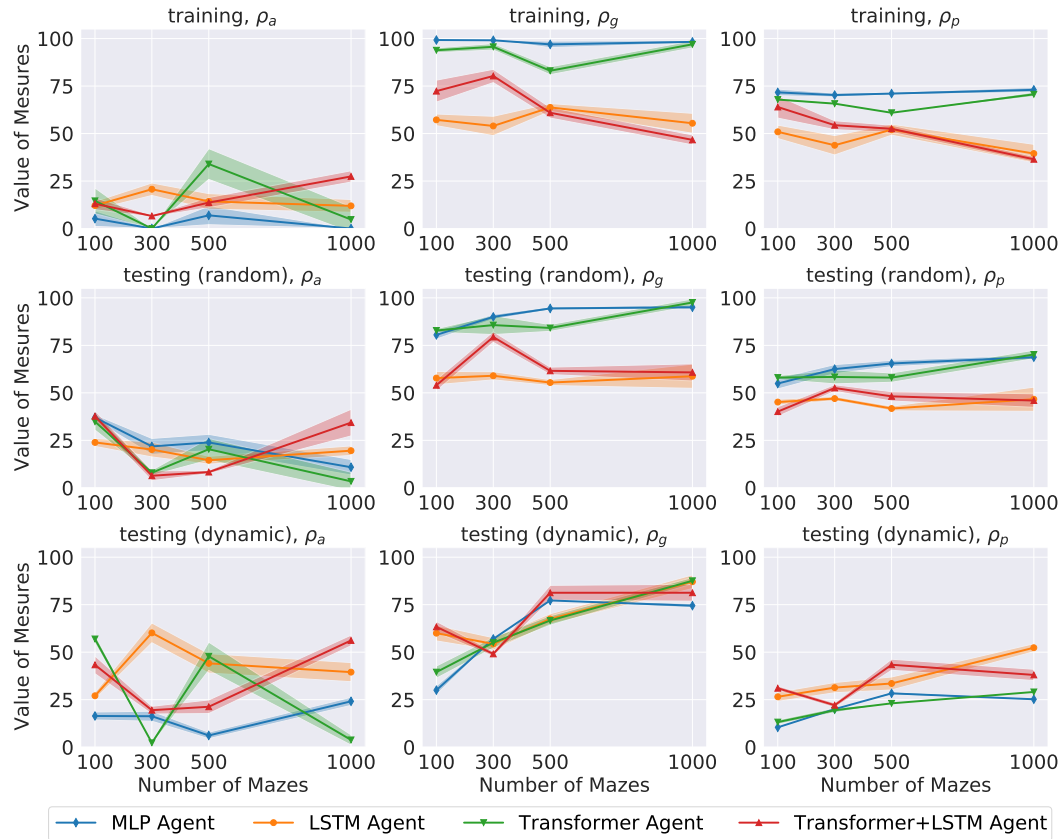 training, ρₐ
training, ρg
training, ρₚ
Value of Mesures
100
75
50
25
0
100 300 500 1000
100
75
50
25
0
100 300 500 1000
100
75
50
25
0
100 300 500 1000
testing (random), ρₐ
testing (random), ρg
testing (random), ρₚ
Value of Mesures
100
75
50
25
0
100 300 500 1000
100
75
50
25
0
100 300 500 1000
100
75
50
25
0
100 300 500 1000
testing (dynamic), ρₐ
testing (dynamic), ρg
testing (dynamic), ρₚ
Value of Mesures
100
75
50
25
0
100 300 500 1000
Number of Mazes
100
75
50
25
0
100 300 500 1000
Number of Mazes
100
75
50
25
0
100 300 500 1000
Number of Mazes
MLP Agent LSTM Agent Transformer Agent Transformer+LSTM Agent